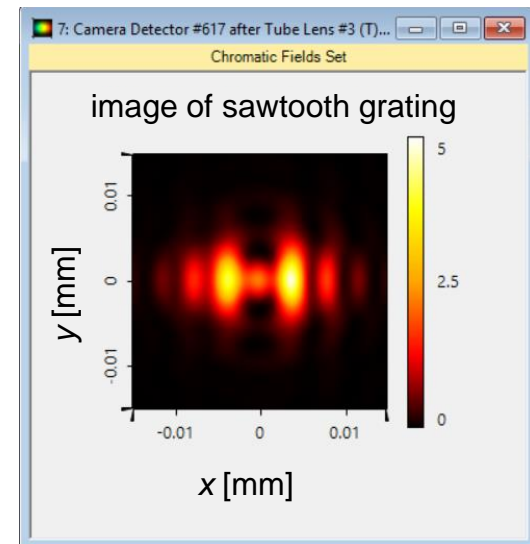 7: Camera Detector #617 after Tube Lens #3 (T)...
Chromatic Fields Set
image of sawtooth grating
5
0.01
2.5
0
y [mm]
-0.01
0
-0.01
0
0.01
x [mm]